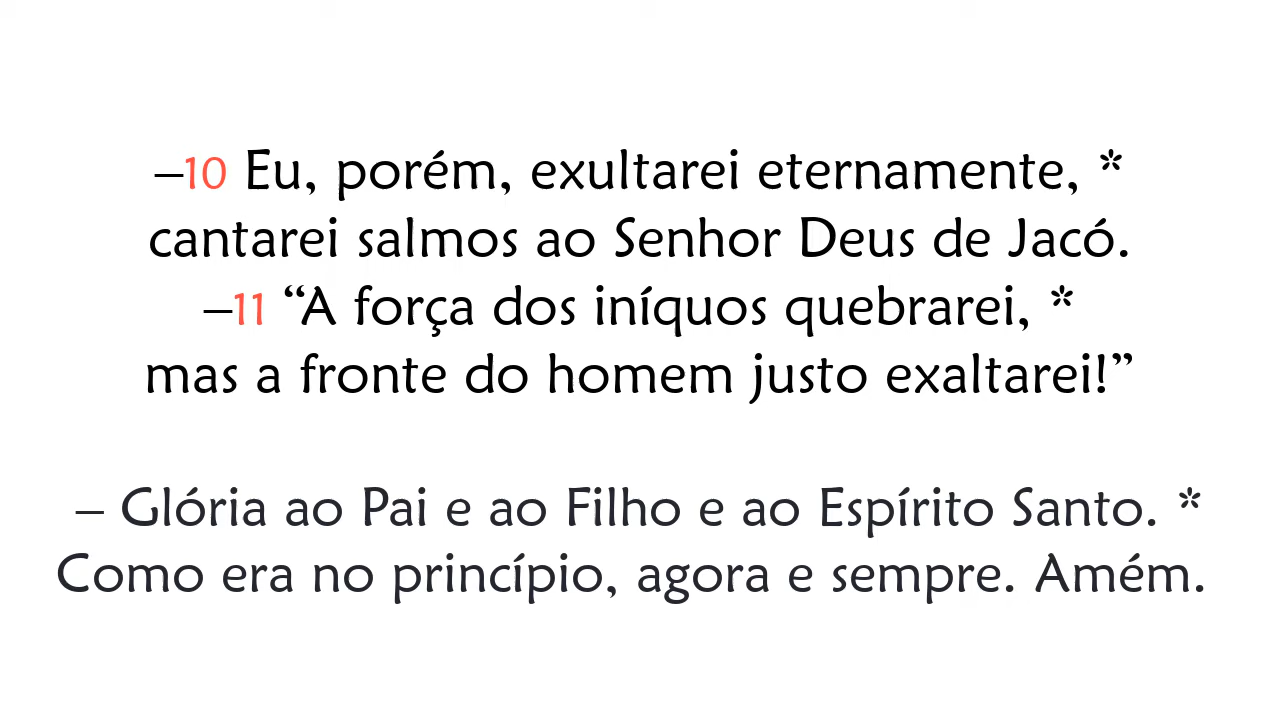 –10 Eu, porém, exultarei eternamente, *
cantarei salmos ao Senhor Deus de Jacó.
–11 “A força dos iníquos quebrarei, *
mas a fronte do homem justo exaltarei!”
– Glória ao Pai e ao Filho e ao Espírito Santo. *
Como era no princípio, agora e sempre. Amém.